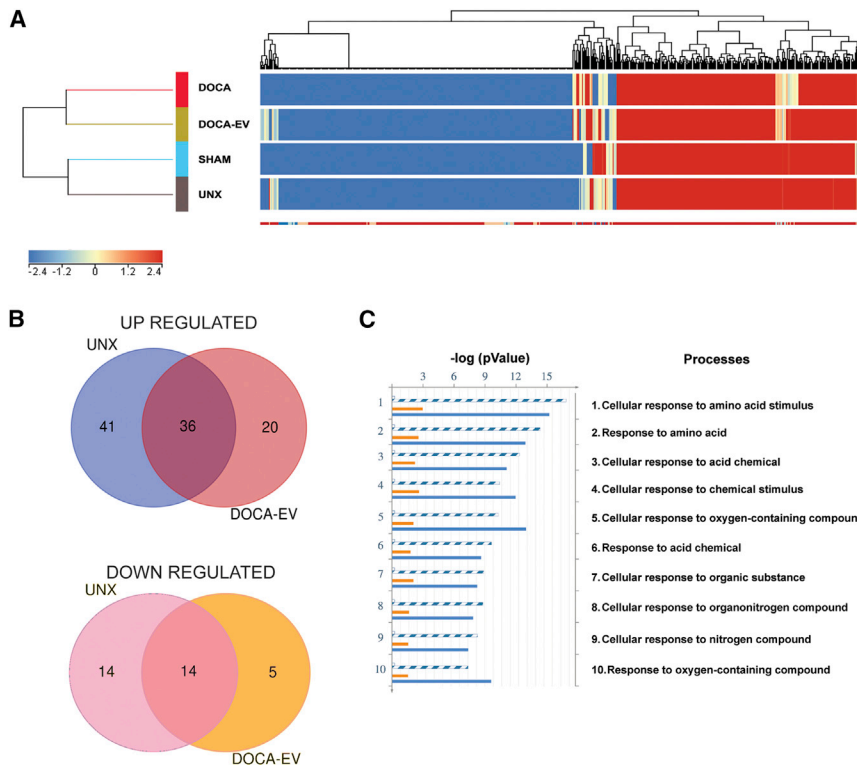 A
DOCA
DOCA-EV
SHAM
UNX
-2.4 -1.2 0 1.2 2.4
B
UP REGULATED
UNX
41 36 20
DOCA-EV
DOWN REGULATED
UNX
14 14 5
DOCA-EV
C
-log (pValue) Processes
3 6 9 12 15
1 1.Cellular response to amino acid stimulus
2 2.Response to amino acid
3 3.Cellular response to acid chemical
4 4.Cellular response to chemical stimulus
5 5.Cellular response to oxygen-containing compoun
6 6.Response to acid chemical
7 7.Cellular response to organic substance
8 8.Cellular response to organonitrogen compound
9 9.Cellular response to nitrogen compound
10 10.Response to oxygen-containing compound